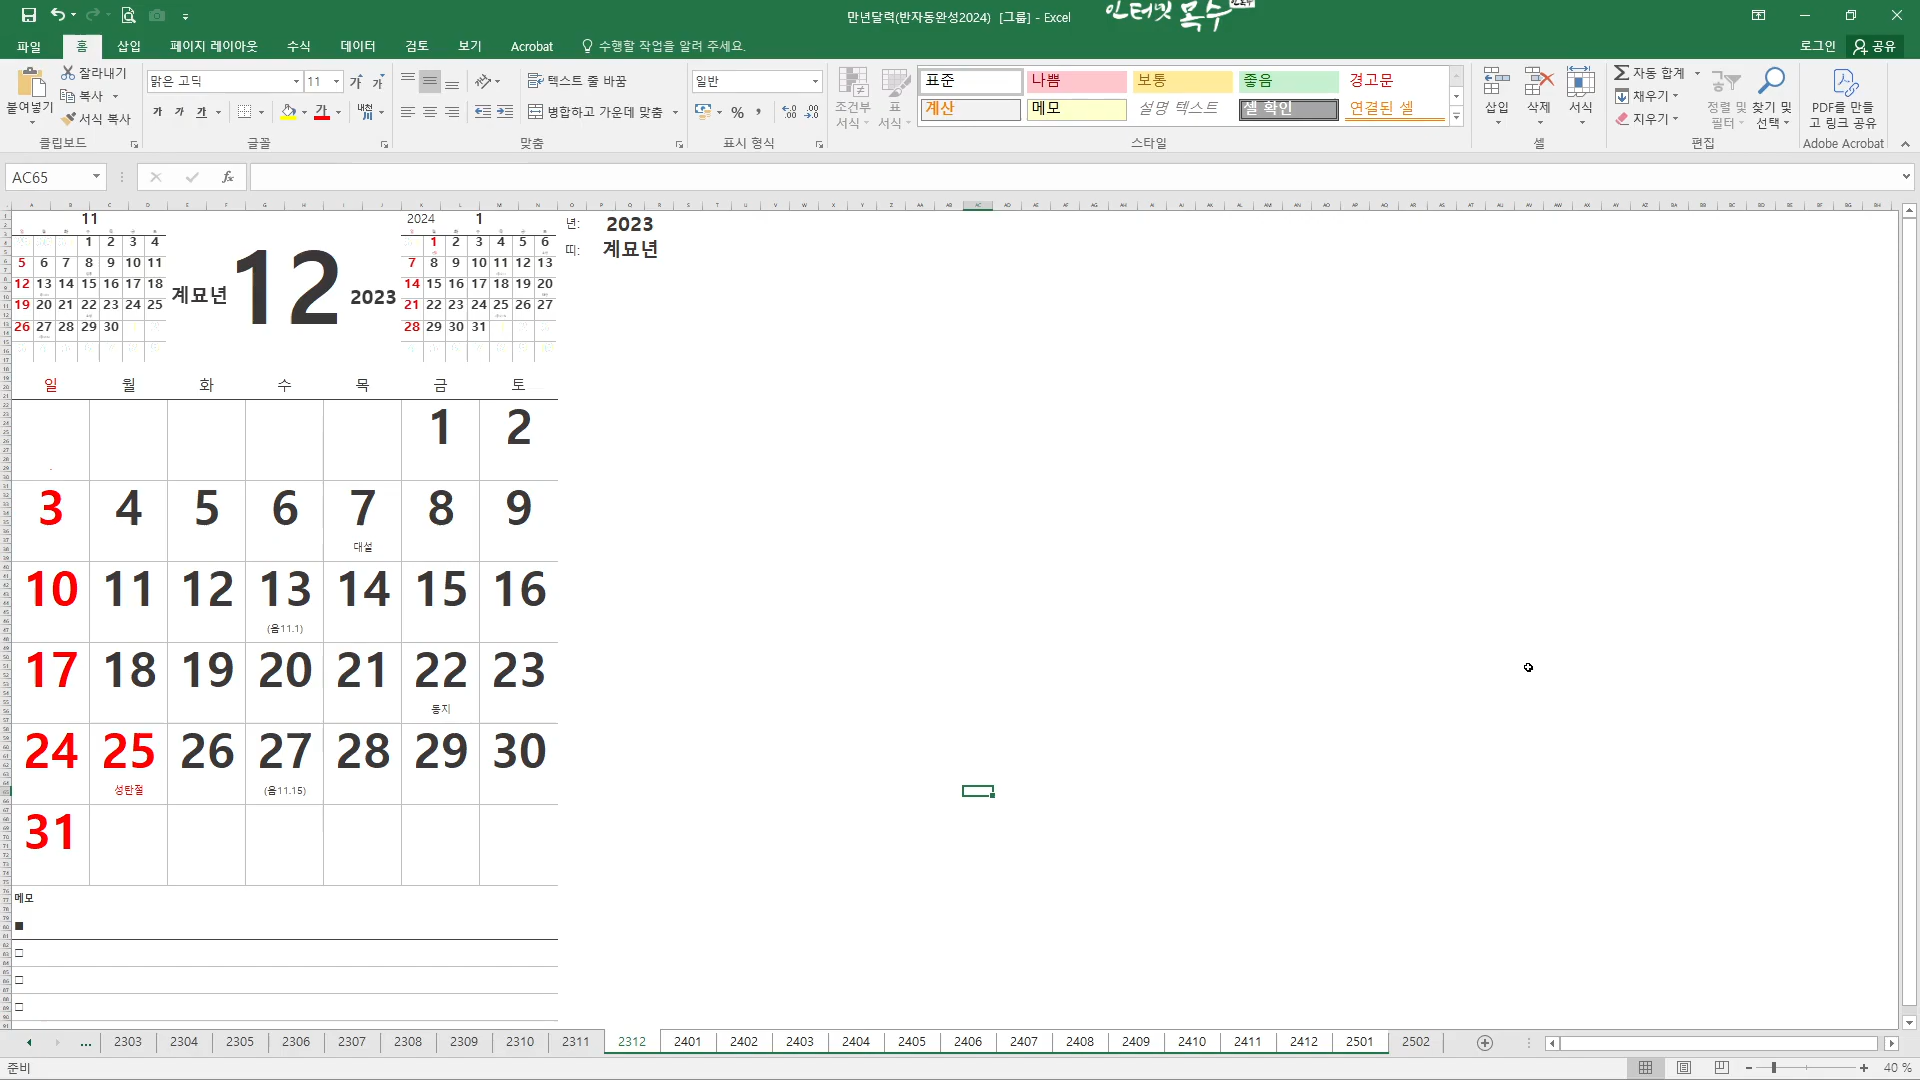 만년달력(반자동완성2024) [그룹] - Excel
인터넷 목수
파일 홈 삽입 페이지 레이아웃 수식 데이터 검토 보기 Acrobat 수행할 작업을 알려 주세요. 로그인 공유
붙여넣기 잘라내기 복사 서식 복사 클립보드
맑은 고딕 11 가 가 가 가 가 가 내천 글꼴
텍스트 줄 바꿈 병합하고 가운데 맞춤 맞춤
일반 % , 표시 형식
조건부 서식 표 서식
표준 나쁨 보통 좋음 경고문
계산 메모 설명 텍스트 셀 확인 연결된 셀
스타일
삽입 삭제 서식 셀
자동 합계 채우기 지우기 정렬 및 필터 찾기 및 선택 편집
PDF를 만들고 링크 공유 Adobe Acrobat
AC65 fx
11
1 2 3 4
5 6 7 8 9 10 11
12 13 14 15 16 17 18
19 20 21 22 23 24 25
26 27 28 29 30
계묘년 12 2023
2024 1
1 2 3 4 5 6
7 8 9 10 11 12 13
14 15 16 17 18 19 20
21 22 23 24 25 26 27
28 29 30 31
년: 2023
띠: 계묘년
일 월 화 수 목 금 토
1 2
3 4 5 6 7 8 9
대설
10 11 12 13 14 15 16
(음11.1)
17 18 19 20 21 22 23
동지
24 25 26 27 28 29 30
성탄절 (음11.15)
31
메모
■
□
□
□
... 2303 2304 2305 2306 2307 2308 2309 2310 2311 2312 2401 2402 2403 2404 2405 2406 2407 2408 2409 2410 2411 2412 2501 2502
준비 40 %